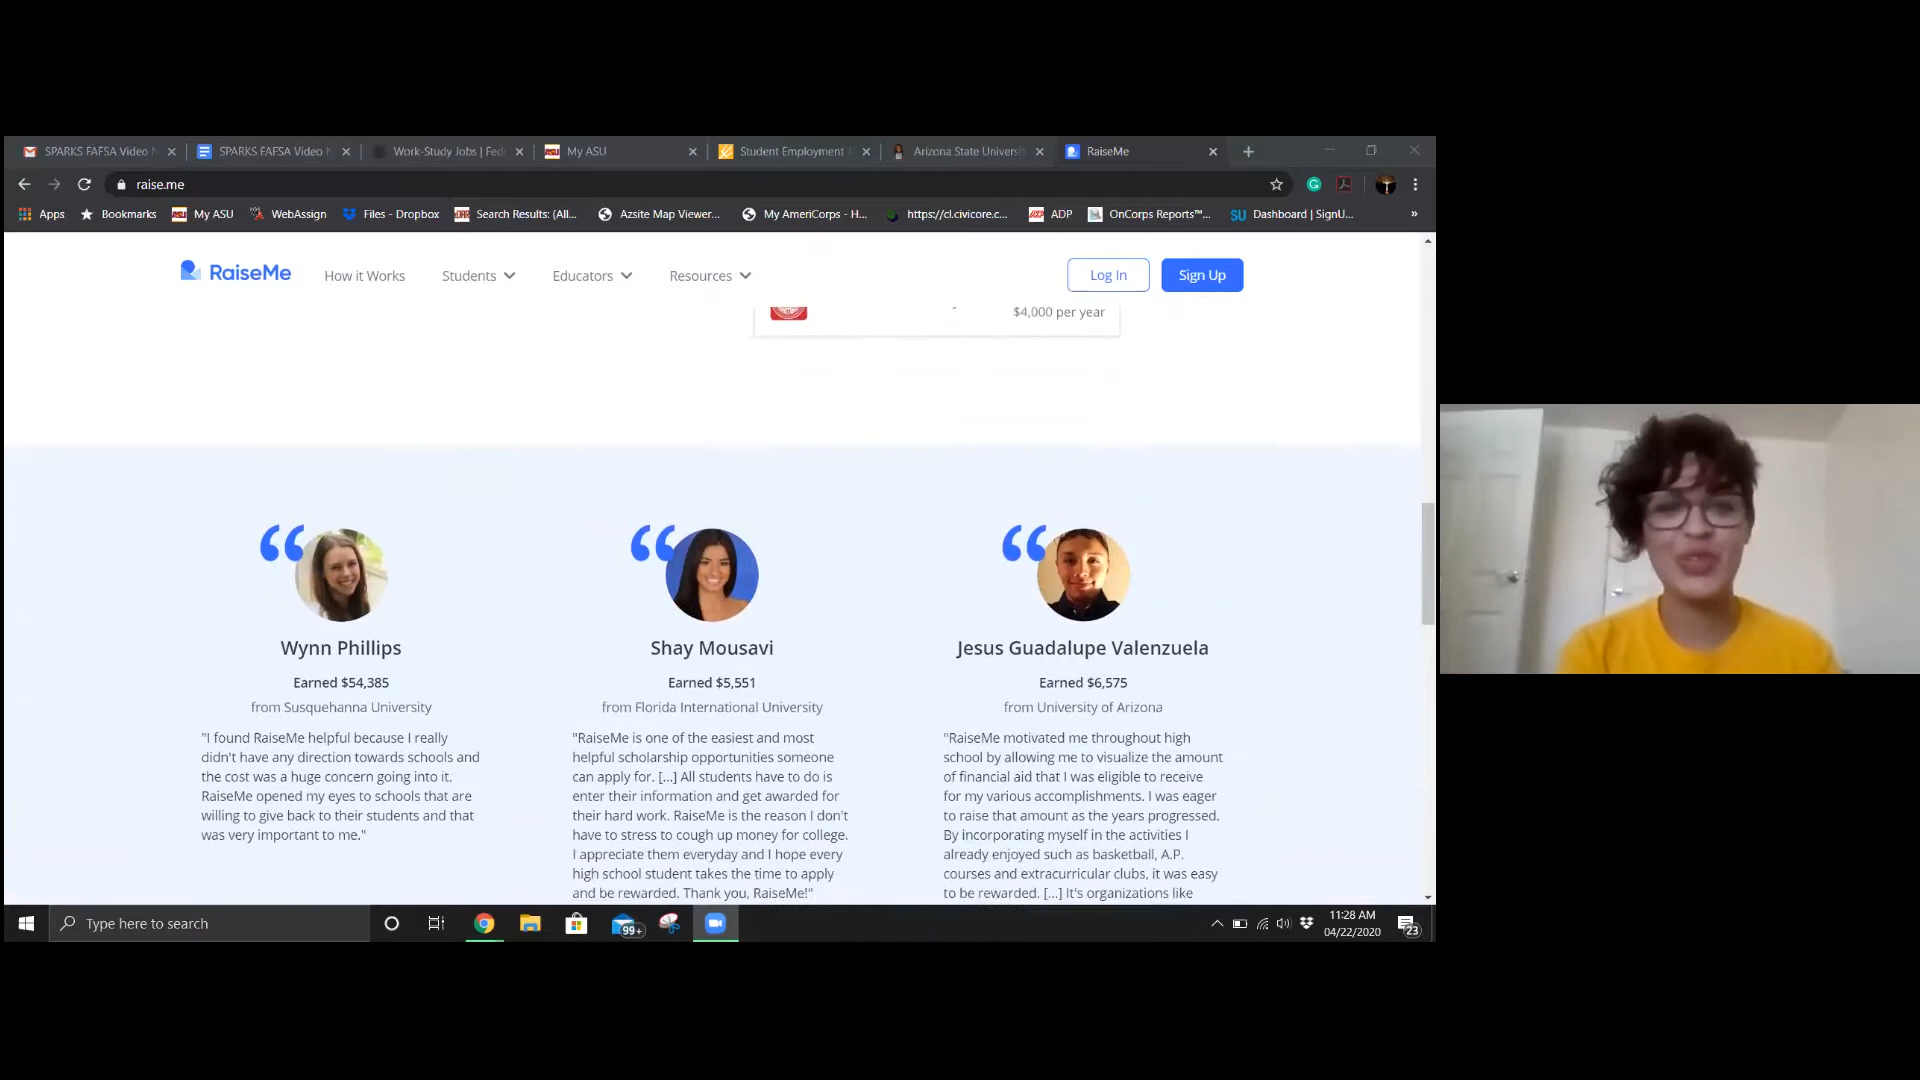 SPARKS FAFSA Video N
SPARKS FAFSA Video N
Work-Study Jobs | Fed
My ASU
Student Employment
Arizona State Universi
RaiseMe
raise.me
Apps
Bookmarks
My ASU
WebAssign
Files - Dropbox
Search Results: (All...
Azsite Map Viewer...
My AmeriCorps - H...
https://cl.civicore.c...
ADP
OnCorps Reports™...
SU
Dashboard | SignU...
»
RaiseMe
How it Works
Students
Educators
Resources
Log In
Sign Up
$4,000 per year
Wynn Phillips
Earned $54,385
from Susquehanna University
"I found RaiseMe helpful because I really
didn't have any direction towards schools and
the cost was a huge concern going into it.
RaiseMe opened my eyes to schools that are
willing to give back to their students and that
was very important to me."
Shay Mousavi
Earned $5,551
from Florida International University
"RaiseMe is one of the easiest and most
helpful scholarship opportunities someone
can apply for. [...] All students have to do is
enter their information and get awarded for
their hard work. RaiseMe is the reason I don't
have to stress to cough up money for college.
I appreciate them everyday and I hope every
high school student takes the time to apply
and be rewarded. Thank you, RaiseMe!"
Jesus Guadalupe Valenzuela
Earned $6,575
from University of Arizona
"RaiseMe motivated me throughout high
school by allowing me to visualize the amount
of financial aid that I was eligible to receive
for my various accomplishments. I was eager
to raise that amount as the years progressed.
By incorporating myself in the activities I
already enjoyed such as basketball, A.P.
courses and extracurricular clubs, it was easy
to be rewarded. [...] It's organizations like
Type here to search
99+
11:28 AM
04/22/2020
23